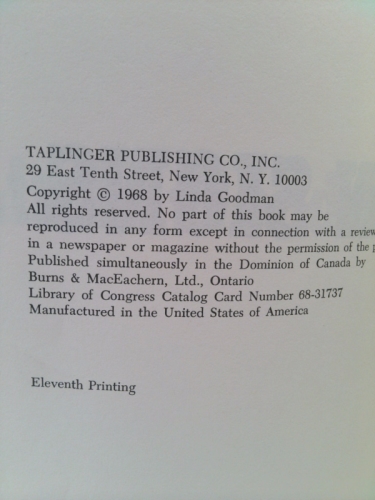 TAPLINGER PUBLISHING CO., INC.
29 East Tenth Street, New York, N. Y. 10003
Copyright © 1968 by Linda Goodman
All rights reserved. No part of this book may be
reproduced in any form except in connection with a review
in a newspaper or magazine without the permission of the
Published simultaneously in the Dominion of Canada by
Burns & MacEachern, Ltd., Ontario
Library of Congress Catalog Card Number 68-31737
Manufactured in the United States of America
Eleventh Printing